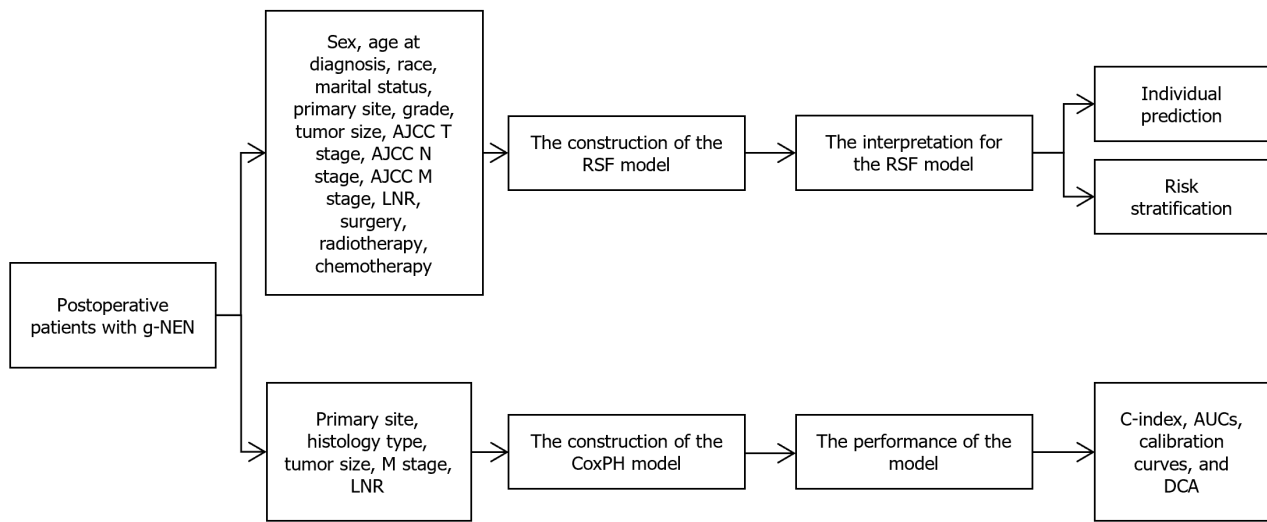 Postoperative
patients with g-NEN
Sex, age at
diagnosis, race,
marital status,
primary site, grade,
tumor size, AJCC T
stage, AJCC N
stage, AJCC M
stage, LNR,
surgery,
radiotherapy,
chemotherapy
The construction of the
RSF model
The interpretation for
the RSF model
Individual
prediction
Risk
stratification
Primary site,
histology type,
tumor size, M stage,
LNR
The construction of the
CoxPH model
The performance of the
model
C-index, AUCs,
calibration
curves, and
DCA